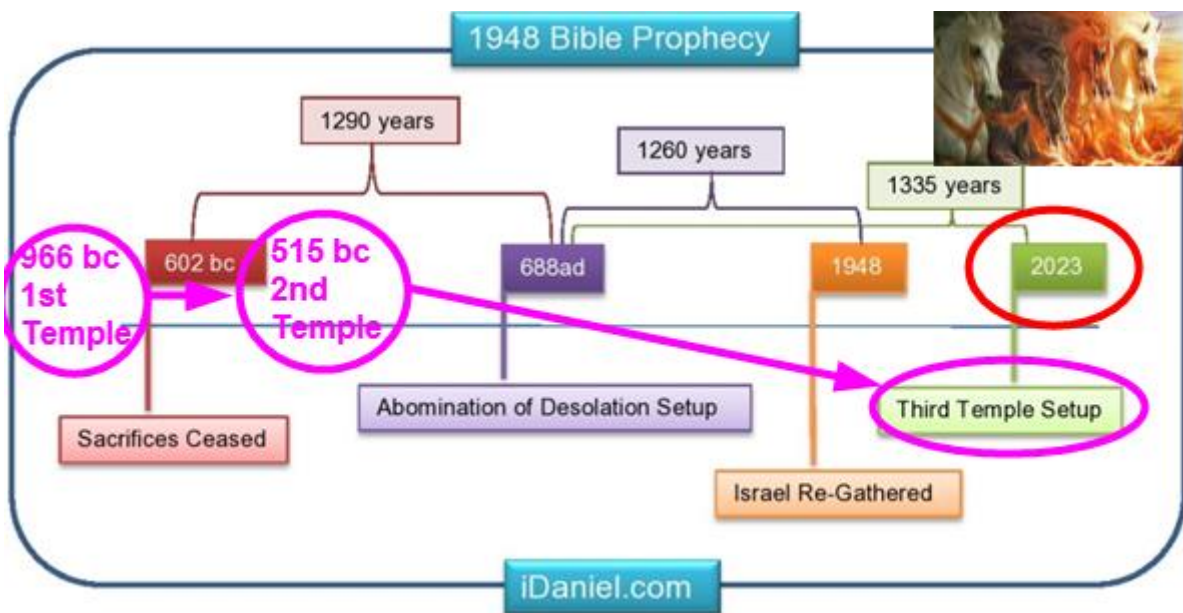 1948 Bible Prophecy
1290 years
1260 years
1335 years
966 bc
1st
Temple
602 bc
515 bc
2nd
Temple
688ad
1948
2023
Sacrifices Ceased
Abomination of Desolation Setup
Third Temple Setup
Israel Re-Gathered
iDaniel.com